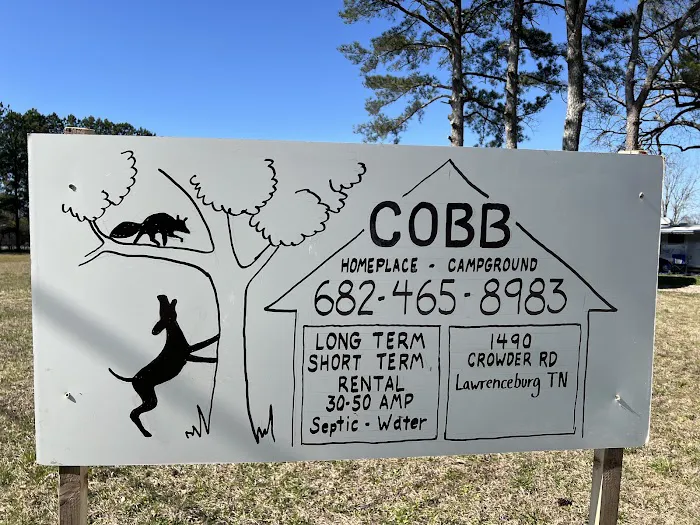 COBB
HOMEPLACE - CAMPGROUND
682-465-8983
LONG TERM
SHORT TERM
RENTAL
30-50 AMP
Septic - Water
1490
CROWDER RD
Lawrenceburg TN